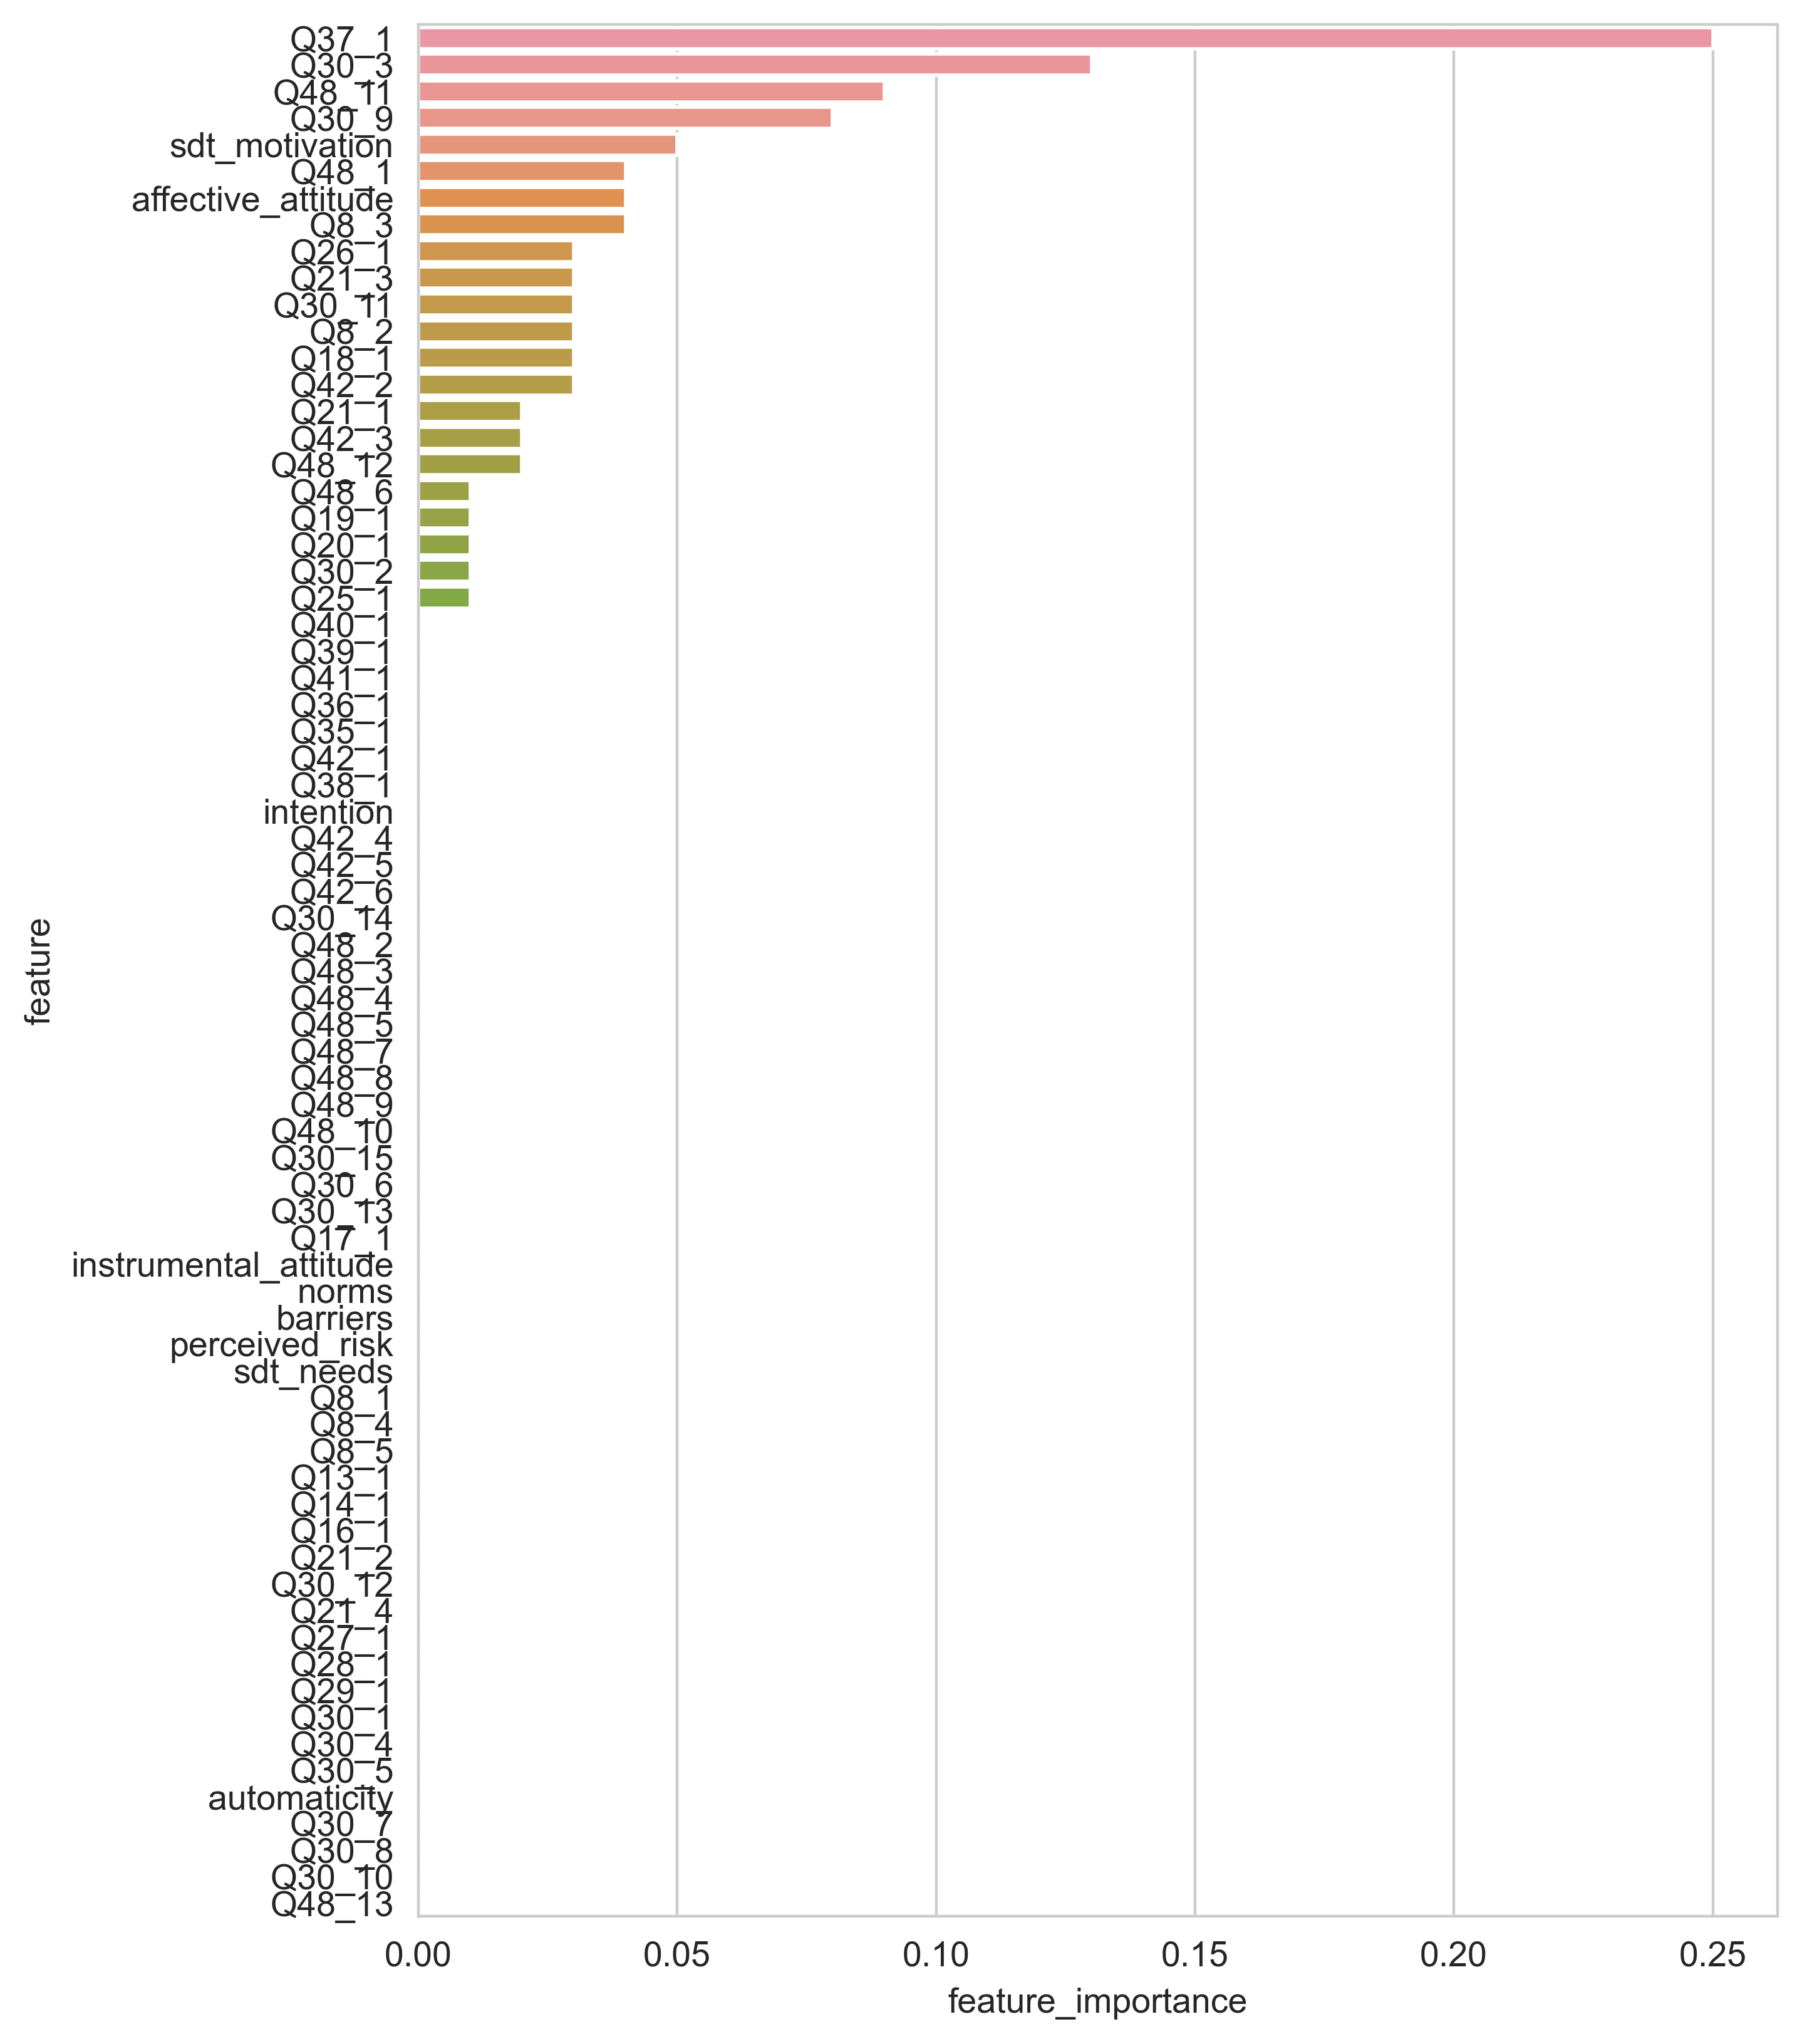 Q37_1
Q30_3
Q48_11
Q30_9
sdt_motivation
Q48_1
affective_attitude
Q8_3
Q26_1
Q21_3
Q30_11
Q8_2
Q18_1
Q42_2
Q21_1
Q42_3
Q48_12
Q48_6
Q19_1
Q20_1
Q30_2
Q25_1
Q40_1
Q39_1
Q41_1
Q36_1
Q35_1
Q42_1
Q38_1
intention
Q42_4
Q42_5
Q42_6
Q30_14
Q48_2
Q48_3
Q48_4
Q48_5
Q48_7
Q48_8
Q48_9
Q48_10
Q30_15
Q30_6
Q30_13
Q17_1
instrumental_attitude
norms
barriers
perceived_risk
sdt_needs
Q8_1
Q8_4
Q8_5
Q13_1
Q14_1
Q16_1
Q21_2
Q30_12
Q21_4
Q27_1
Q28_1
Q29_1
Q30_1
Q30_4
Q30_5
automaticity
Q30_7
Q30_8
Q30_10
Q48_13
feature
0.00 0.05 0.10 0.15 0.20 0.25
feature_importance